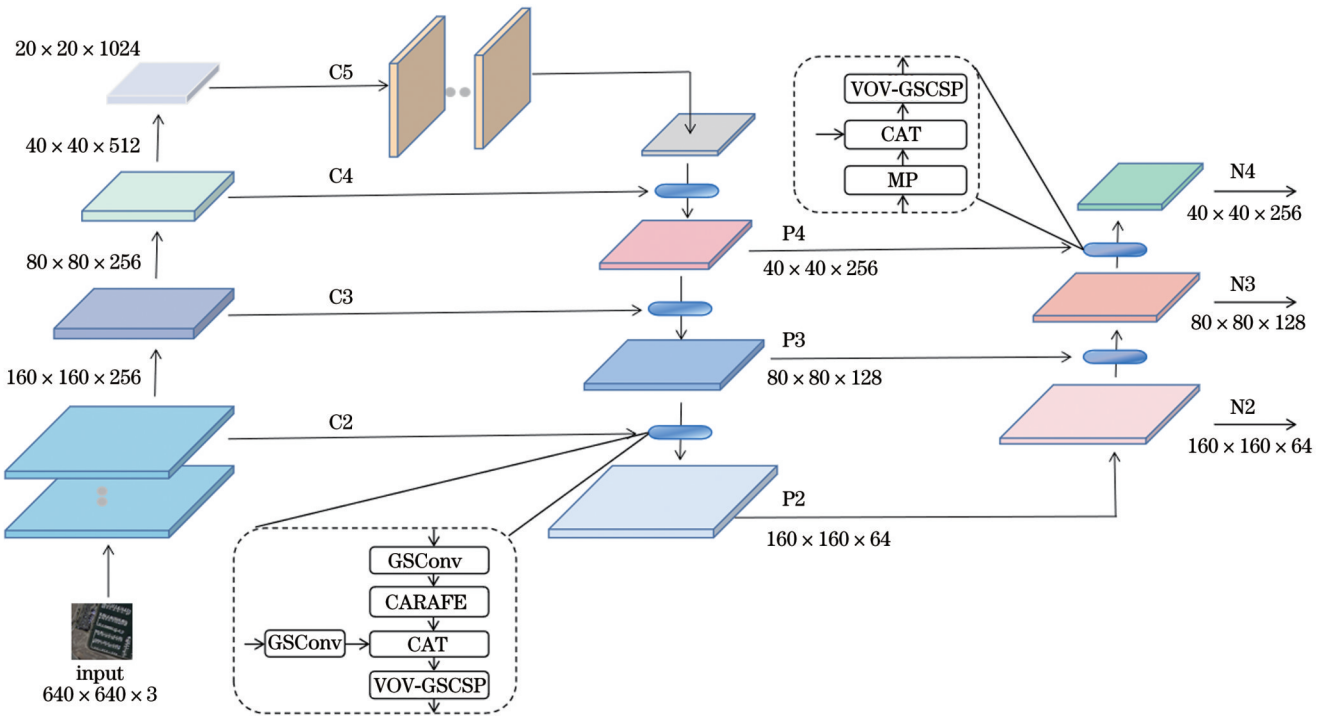 20 × 20 × 1024
C5
40 × 40 × 512
C4
80 × 80 × 256
C3
160 × 160 × 256
C2
input
640 × 640 × 3
GSConv
CARAFE
GSConv
CAT
VOV-GSCSP
P4
40 × 40 × 256
P3
80 × 80 × 128
P2
160 × 160 × 64
VOV-GSCSP
CAT
MP
N4
40 × 40 × 256
N3
80 × 80 × 128
N2
160 × 160 × 64